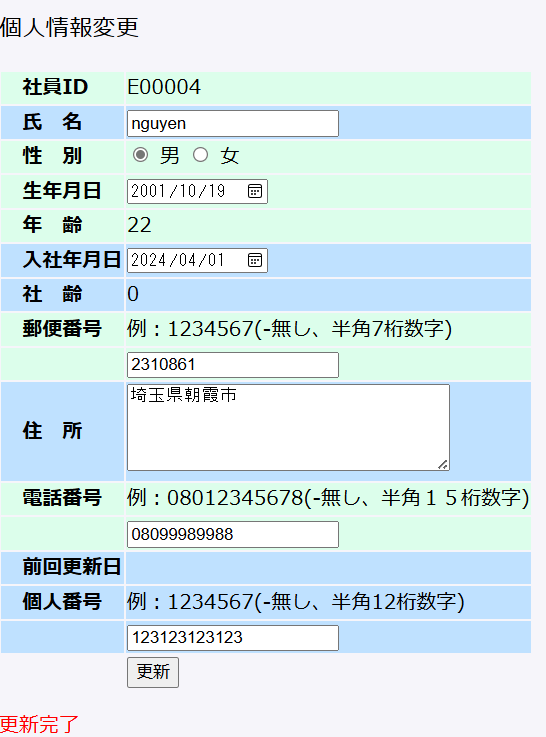 個人情報変更
社員ID E00004
氏　名 nguyen
性　別 男 女
生年月日 2001/10/19
年　齢 22
入社年月日 2024/04/01
社　齢 0
郵便番号 例：1234567(-無し、半角7桁数字)
2310861
住　所 埼玉県朝霞市
電話番号 例：08012345678(-無し、半角１５桁数字)
08099989988
前回更新日
個人番号 例：1234567(-無し、半角12桁数字)
123123123123
更新
更新完了